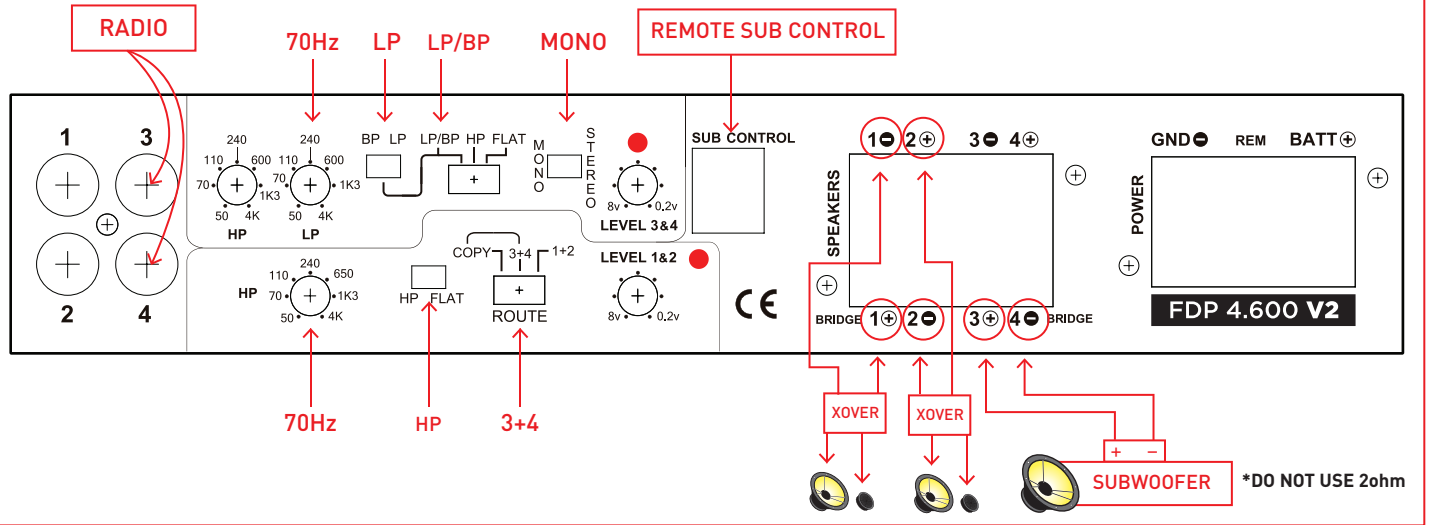 RADIO
70Hz LP LP/BP MONO
REMOTE SUB CONTROL
1 3
2 4
240
110 600
70 1K3
50 4K
HP
240
110 600
70 1K3
50 4K
LP
BP LP
LP/BP HP FLAT
MONO
STEREO
8v 0.2v
LEVEL 3&4
SUB CONTROL
240
110 650
HP 70 1K3
50 4K
HP FLAT
COPY 3+4 1+2
+
ROUTE
LEVEL 1&2
8v 0.2v
CE
SPEAKERS
1⊖ 2⊕ 3⊖ 4⊕
BRIDGE 1⊕ 2⊖ 3⊕ 4⊖ BRIDGE
GND⊖ REM BATT⊕
POWER
FDP 4.600 V2
70Hz HP 3+4
XOVER XOVER
+ −
SUBWOOFER
*DO NOT USE 2ohm